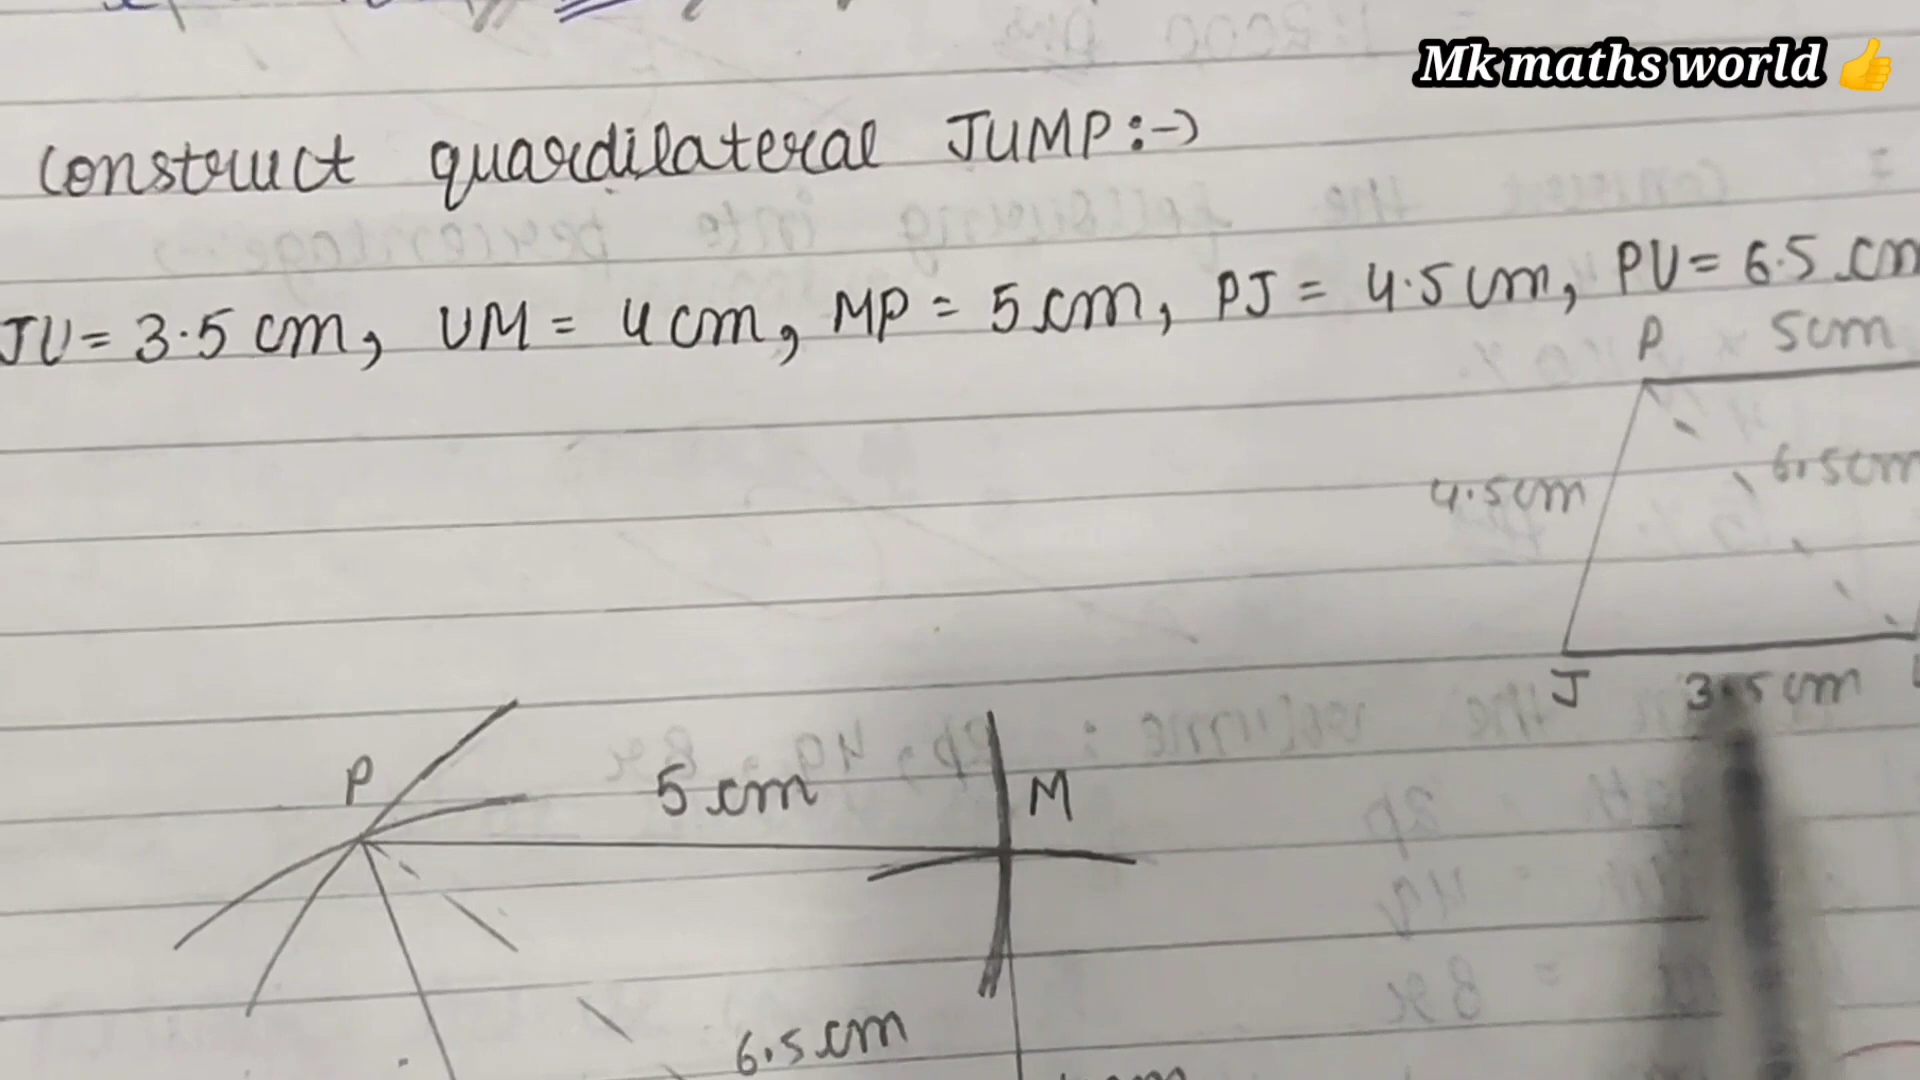 Mk maths world 👍
Construct quardilateral JUMP:→
JU = 3.5 cm, UM = 4 cm, MP = 5 cm, PJ = 4.5 cm, PU = 6.5 cm
P 5cm
4.5cm 6.5cm
J 3.5 cm
P 5 cm M
6.5 cm